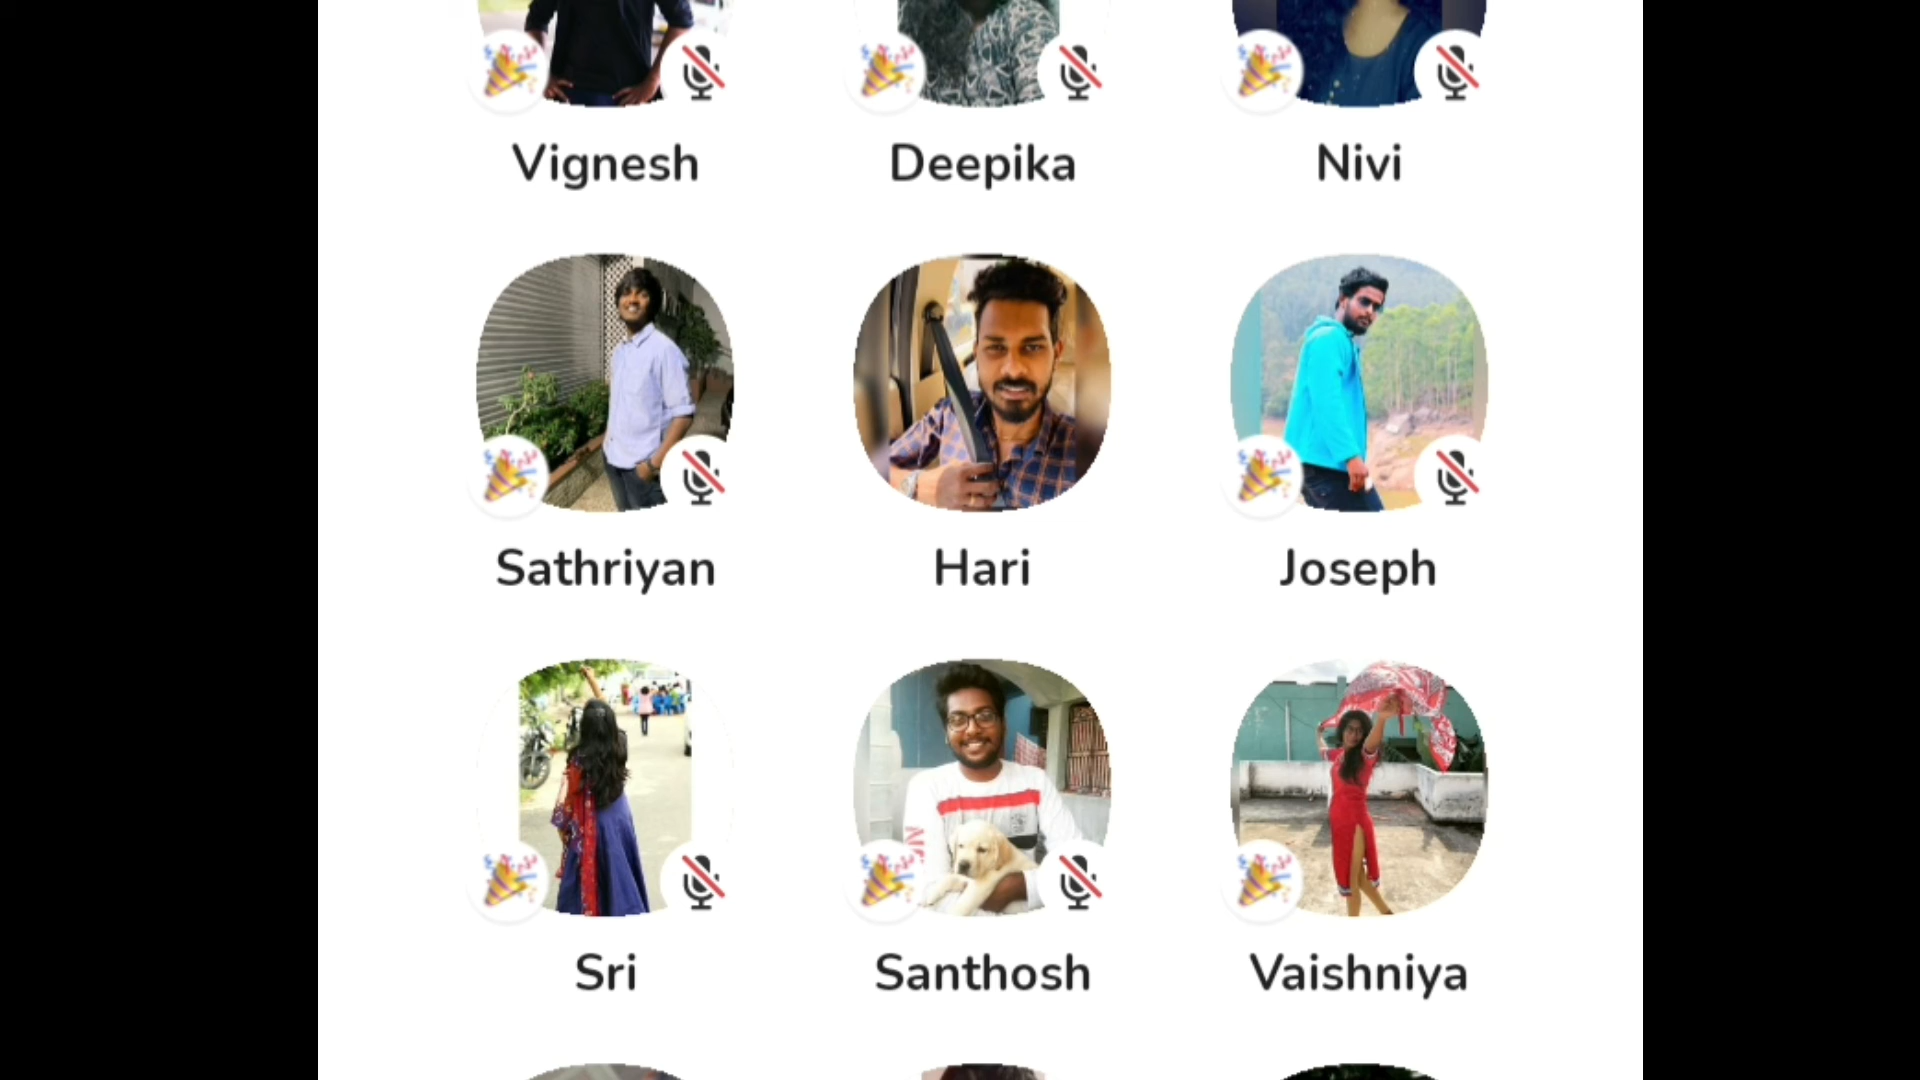 Vignesh
Deepika
Nivi
Sathriyan
Hari
Joseph
Sri
Santhosh
Vaishniya